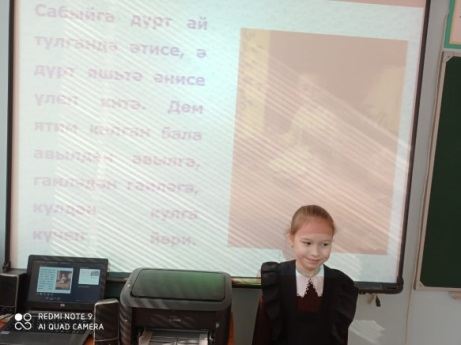 Сабыйга дүрт ай
тулганда әтисе, ә
дүрт яшьтә әнисе
үлеп китә. Дөм
ятим калган бала
авылдан авылга,
гаиләдән гаиләгә,
кулдан кулга
күчеп йөри.
REDMI NOTE 9
AI QUAD CAMERA